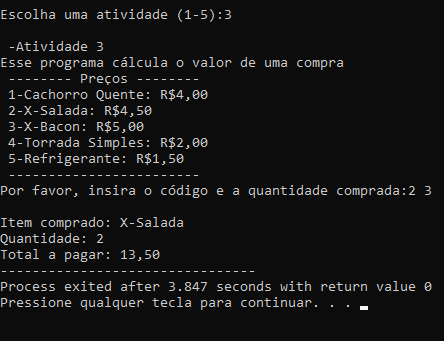 Escolha uma atividade (1-5):3
-Atividade 3
Esse programa cálcula o valor de uma compra
-------- Preços --------
1-Cachorro Quente: R$4,00
2-X-Salada: R$4,50
3-X-Bacon: R$5,00
4-Torrada Simples: R$2,00
5-Refrigerante: R$1,50
------------------------
Por favor, insira o código e a quantidade comprada:2 3
Item comprado: X-Salada
Quantidade: 2
Total a pagar: 13,50
--------------------------------
Process exited after 3.847 seconds with return value 0
Pressione qualquer tecla para continuar. . .